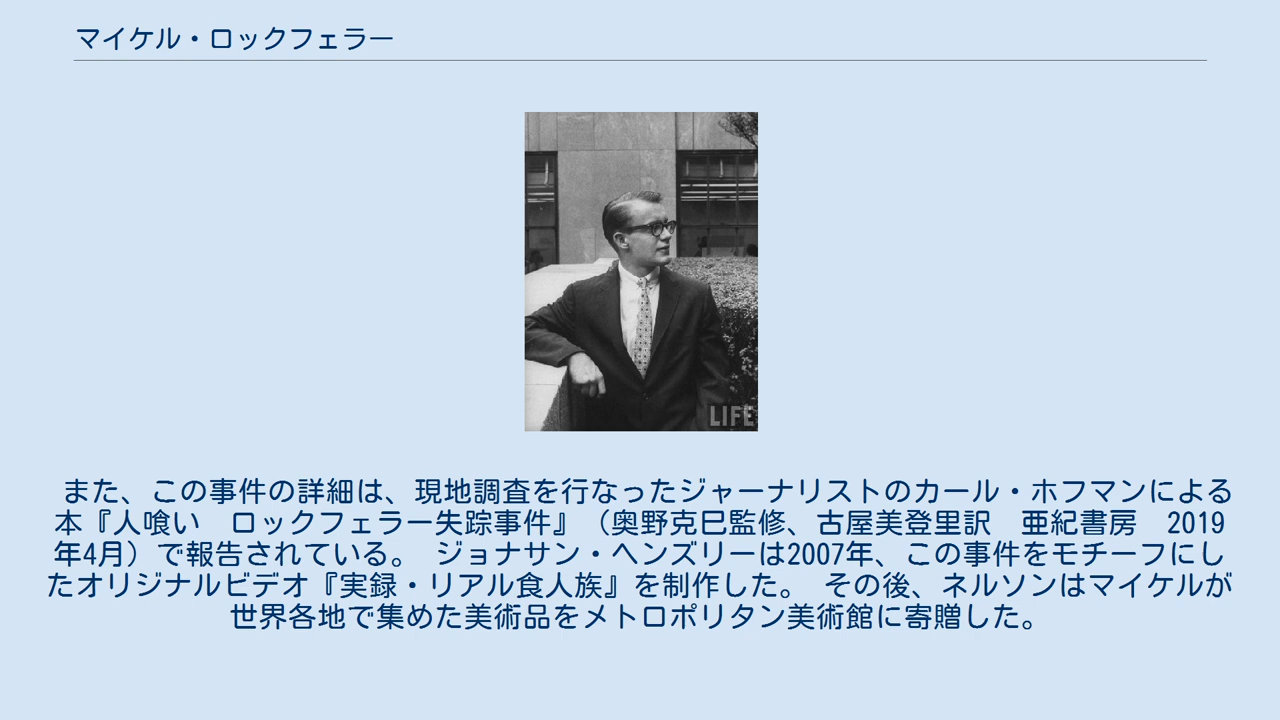 マイケル・ロックフェラー
LIFE
また、この事件の詳細は、現地調査を行なったジャーナリストのカール・ホフマンによる
本『人喰い　ロックフェラー失踪事件』（奥野克巳監修、古屋美登里訳　亜紀書房　2019
年4月）で報告されている。 ジョナサン・ヘンズリーは2007年、この事件をモチーフにし
たオリジナルビデオ『実録・リアル食人族』を制作した。 その後、ネルソンはマイケルが
世界各地で集めた美術品をメトロポリタン美術館に寄贈した。